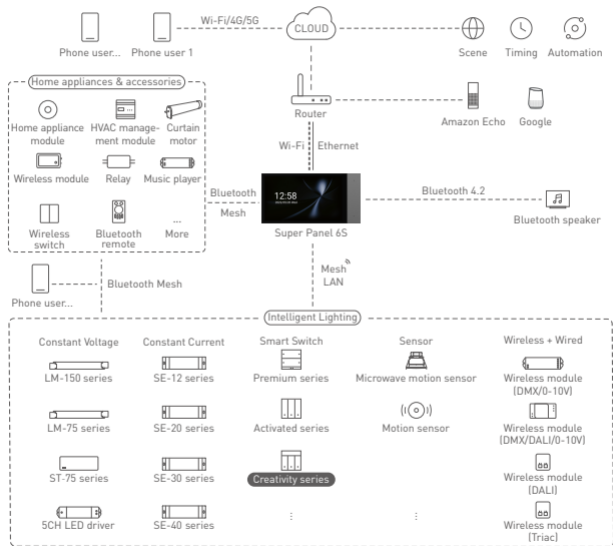 Wi-Fi/4G/5G
CLOUD
Phone user...
Phone user 1
Scene
Timing
Automation
Home appliances & accessories
Router
Amazon Echo
Google
Home appliance
module
HVAC manage-
ment module
Curtain
motor
Wi-Fi
Ethernet
Wireless module
Relay
Music player
Bluetooth
Mesh
12:58
Super Panel 6S
Bluetooth 4.2
Bluetooth speaker
Wireless
switch
Bluetooth
remote
...
More
Phone user...
Bluetooth Mesh
Mesh
LAN
Intelligent Lighting
Constant Voltage
Constant Current
Smart Switch
Sensor
Wireless + Wired
LM-150 series
SE-12 series
Premium series
Microwave motion sensor
Wireless module
(DMX/0-10V)
LM-75 series
SE-20 series
Activated series
Motion sensor
Wireless module
(DMX/DALI/0-10V)
ST-75 series
SE-30 series
Creativity series
Wireless module
(DALI)
5CH LED driver
SE-40 series
⋮
⋮
Wireless module
(Triac)